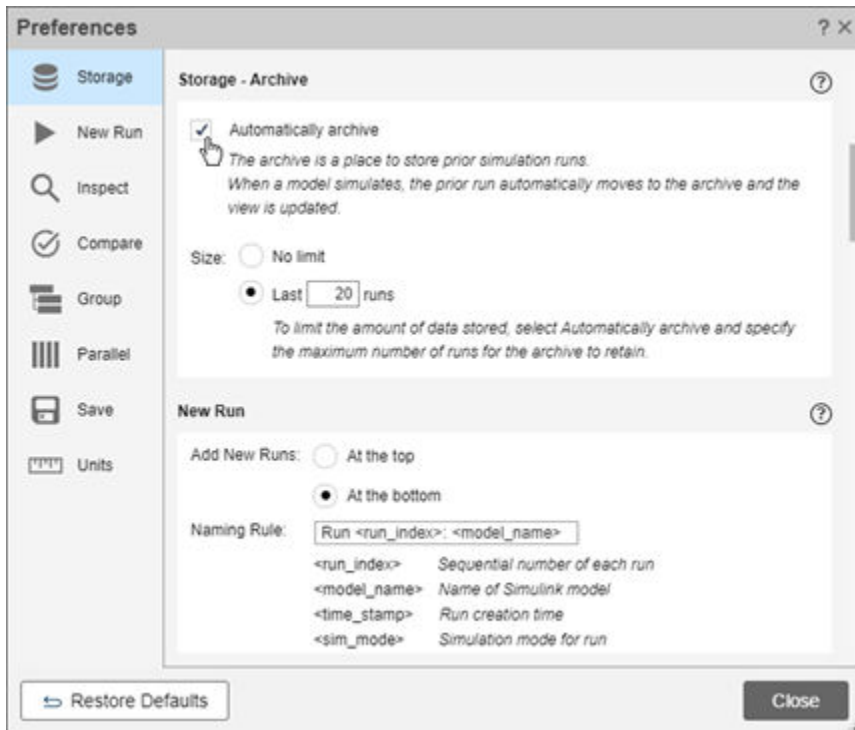 Preferences
? ×
Storage
New Run
Inspect
Compare
Group
Parallel
Save
Units
Storage - Archive
?
Automatically archive
The archive is a place to store prior simulation runs.
When a model simulates, the prior run automatically moves to the archive and the
view is updated.
Size: No limit
Last 20 runs
To limit the amount of data stored, select Automatically archive and specify
the maximum number of runs for the archive to retain.
New Run
?
Add New Runs: At the top
At the bottom
Naming Rule: Run <run_index>: <model_name>
<run_index> Sequential number of each run
<model_name> Name of Simulink model
<time_stamp> Run creation time
<sim_mode> Simulation mode for run
Restore Defaults
Close